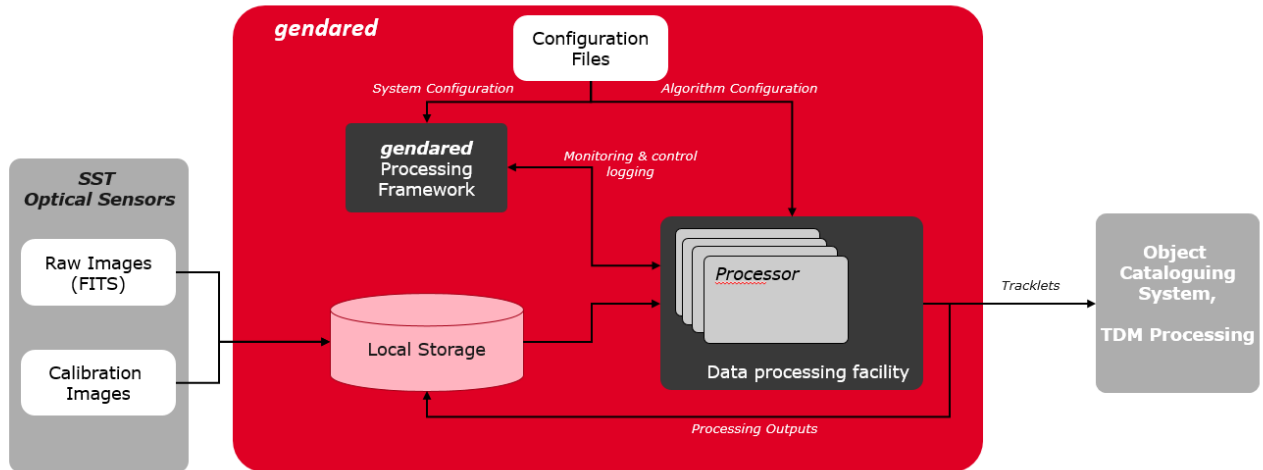 gendared
Configuration
Files
System Configuration
Algorithm Configuration
gendared
Processing
Framework
Monitoring & control
logging
SST
Optical Sensors
Raw Images
(FITS)
Calibration
Images
Local Storage
Processor
Data processing facility
Processing Outputs
Tracklets
Object
Cataloguing
System,
TDM Processing